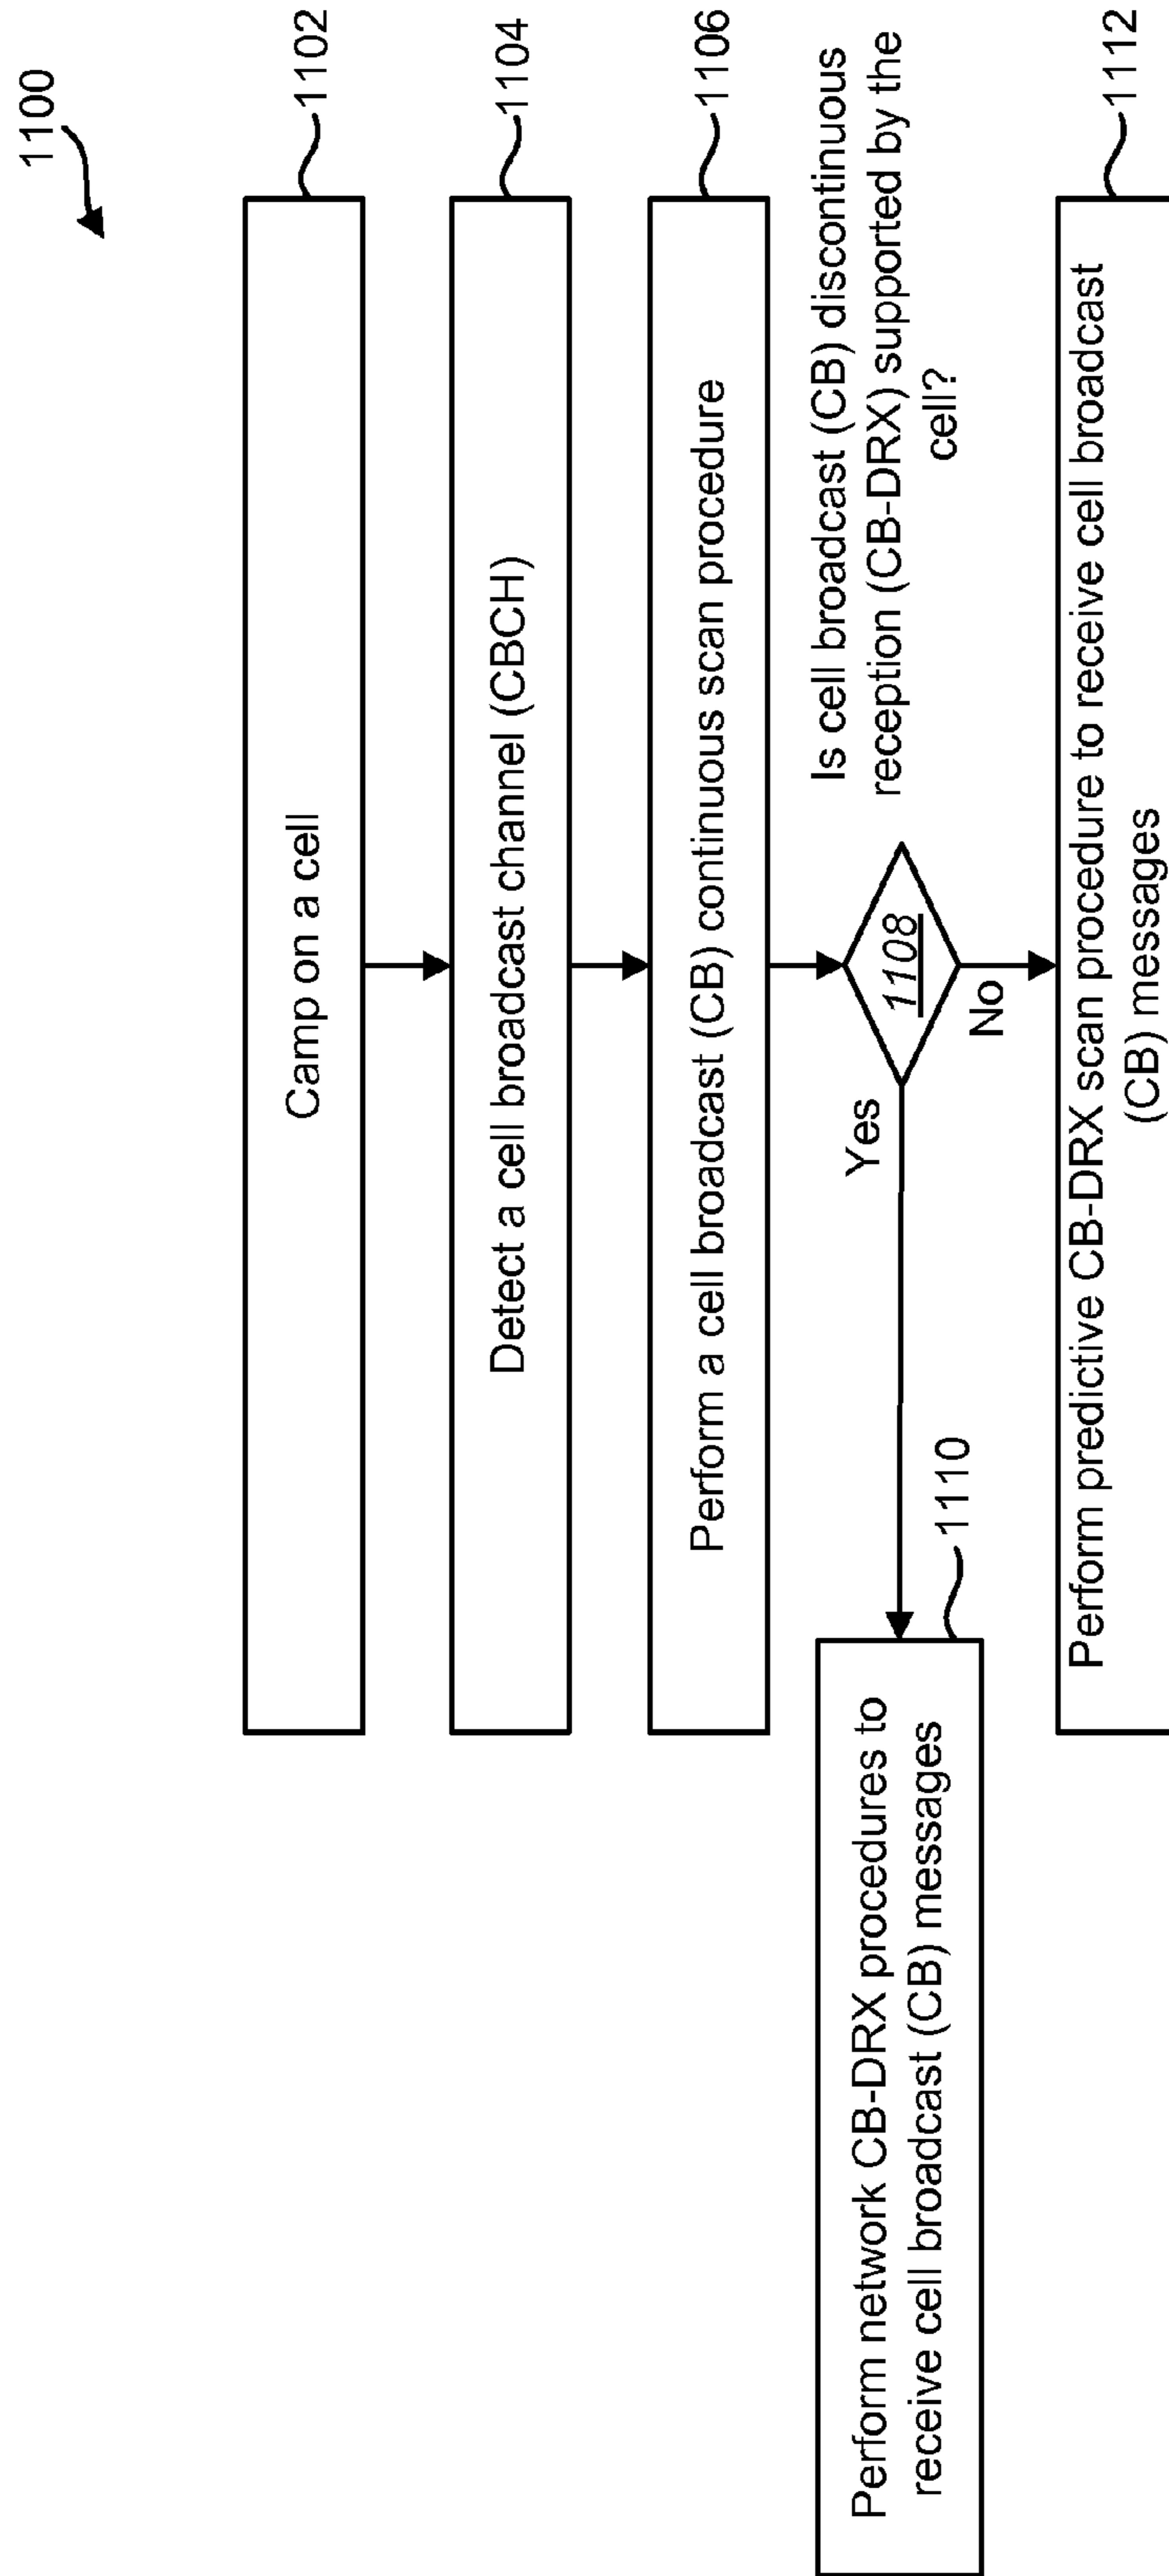 1100
Camp on a cell
1102
Detect a cell broadcast channel (CBCH)
1104
Perform a cell broadcast (CB) continuous scan procedure
1106
Is cell broadcast (CB) discontinuous
reception (CB-DRX) supported by the
cell?
1108
Yes
No
Perform network CB-DRX procedures to
receive cell broadcast (CB) messages
1110
Perform predictive CB-DRX scan procedure to receive cell broadcast
(CB) messages
1112